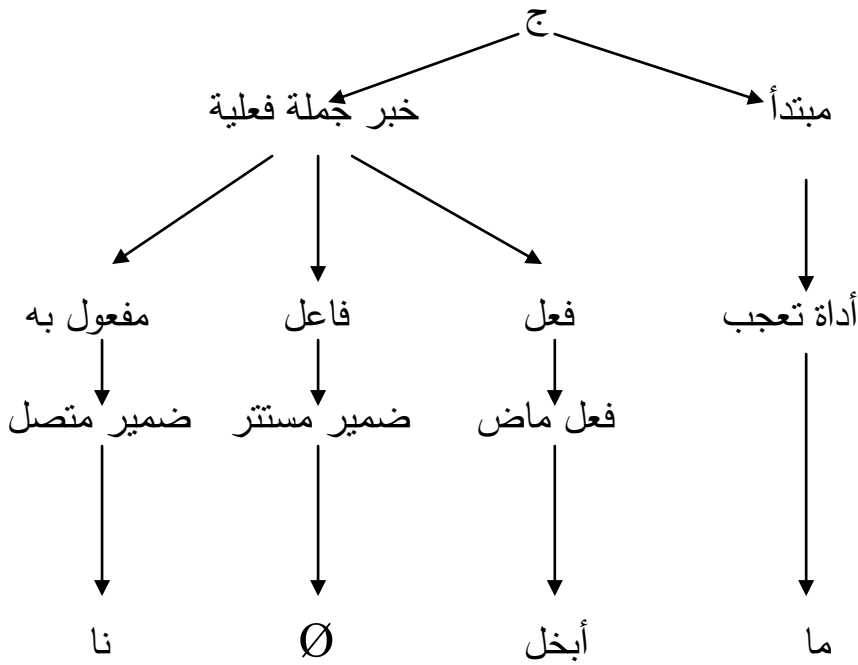 ج
مبتدأ خبر جملة فعلية
أداة تعجب فعل فاعل مفعول به
فعل ماض ضمير مستتر ضمير متصل
ما أبخل Ø نا